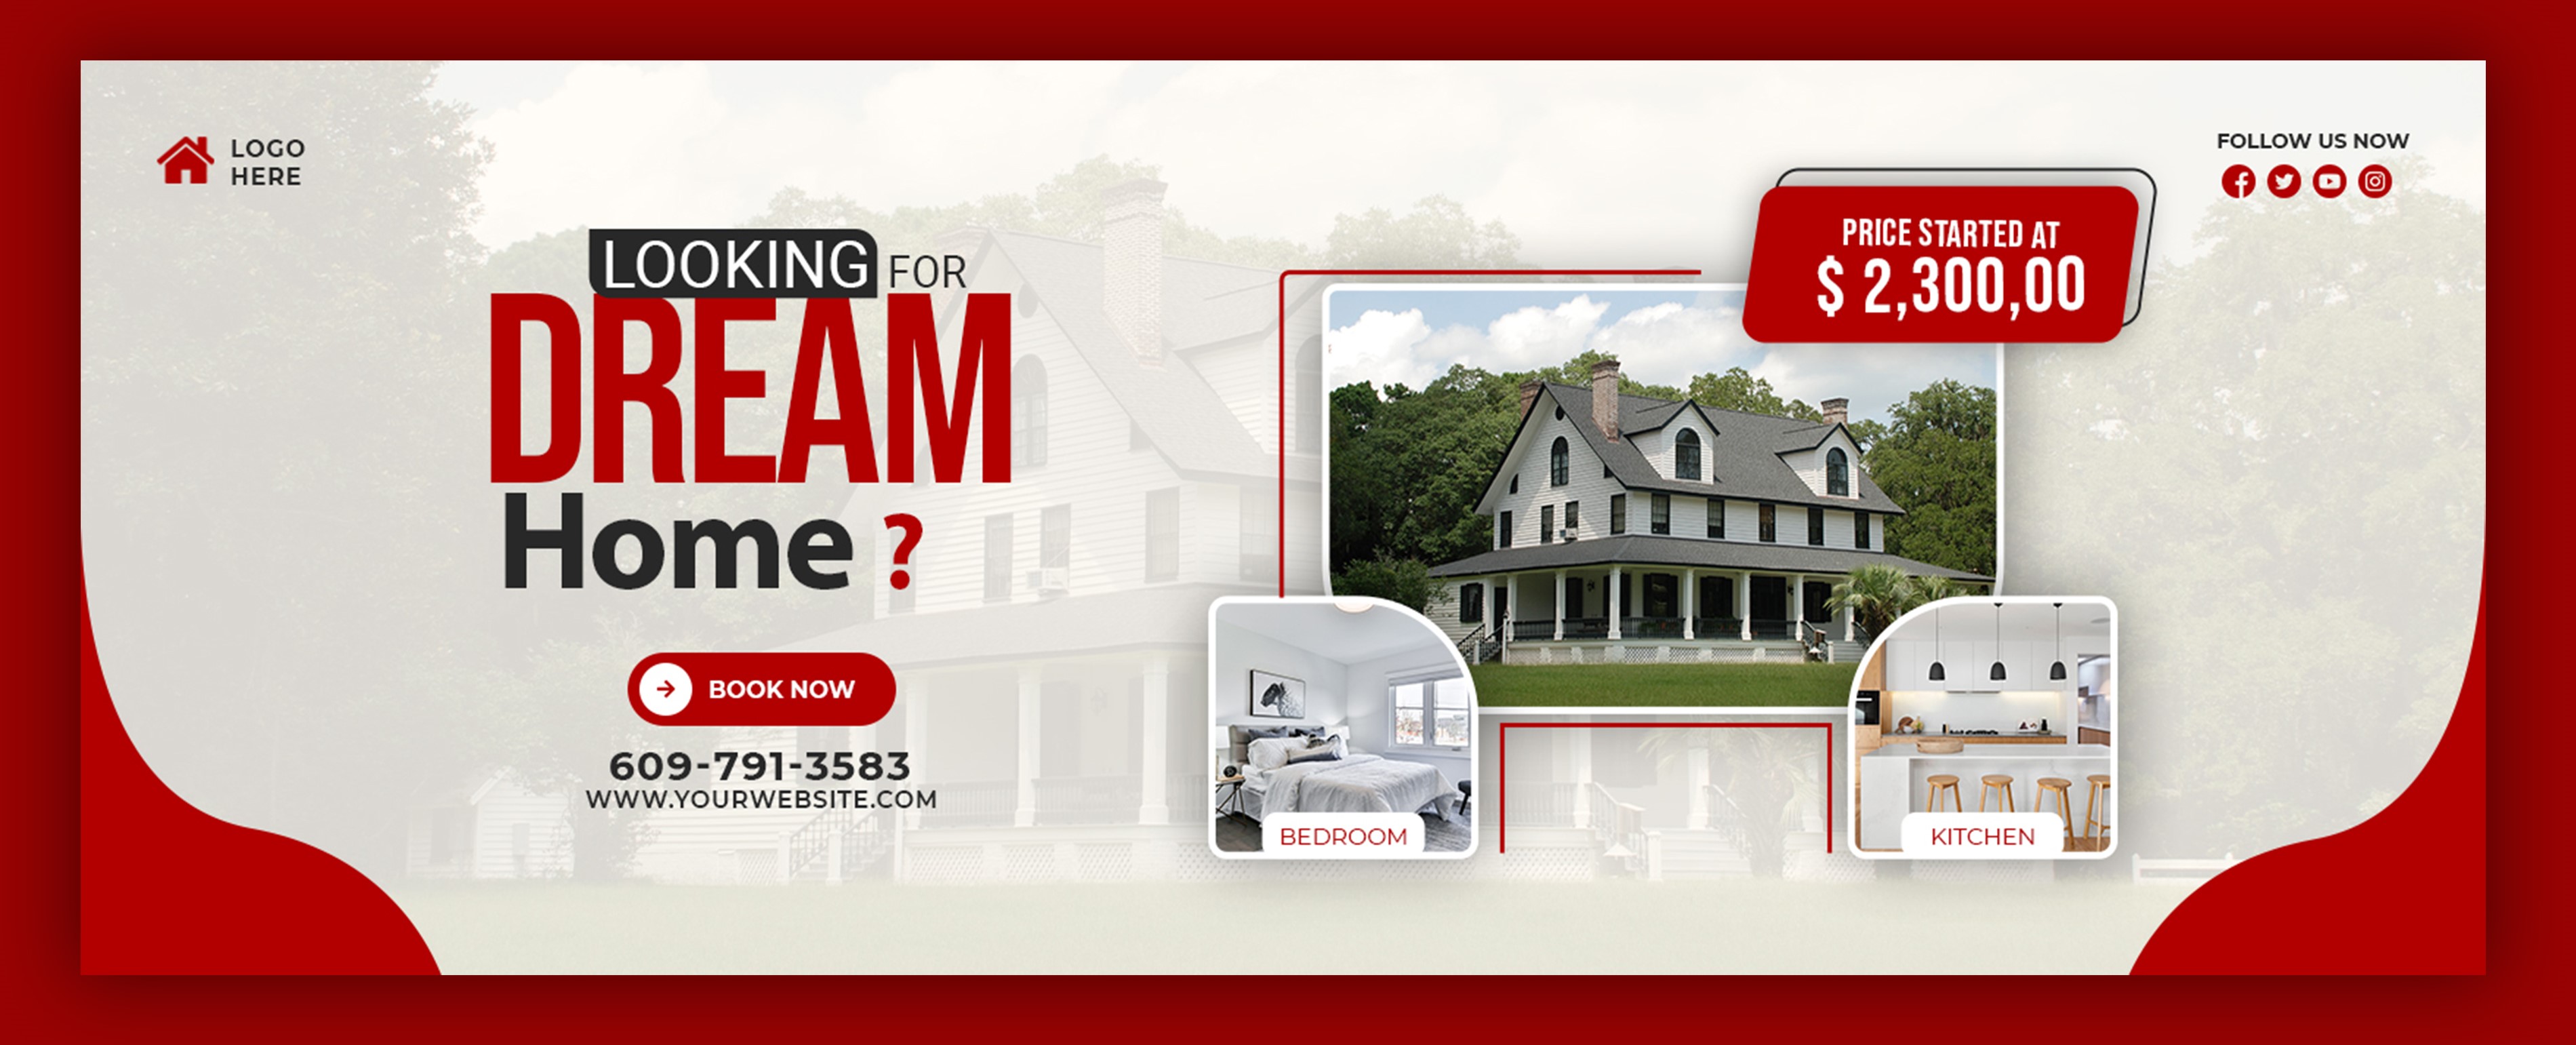 LOGO
HERE
FOLLOW US NOW
LOOKING FOR
DREAM
Home ?
PRICE STARTED AT
$ 2,300,00
BOOK NOW
609-791-3583
WWW.YOURWEBSITE.COM
BEDROOM
KITCHEN